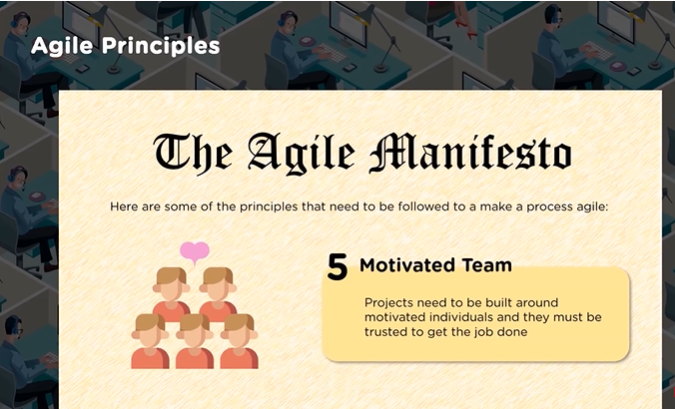 Agile Principles
The Agile Manifesto
Here are some of the principles that need to be followed to a make a process agile:
5 Motivated Team
Projects need to be built around
motivated individuals and they must be
trusted to get the job done